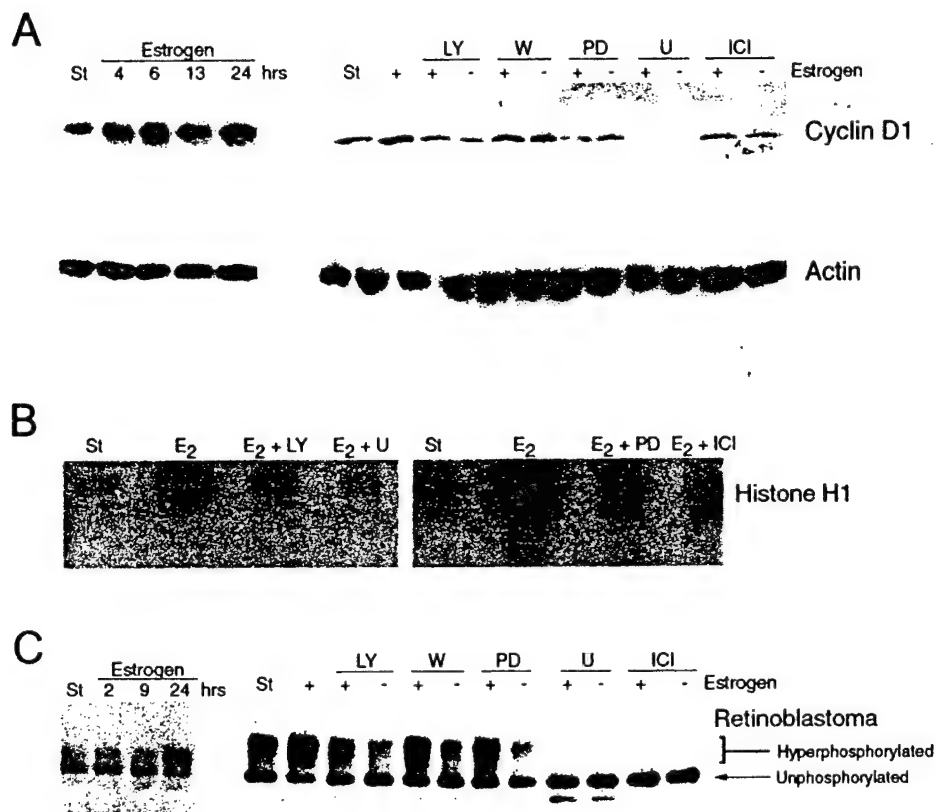 A
Estrogen
St 4 6 13 24 hrs
LY W PD U ICI
St + + - + - + - + - + - Estrogen
Cyclin D1
Actin
B
St E2 E2 + LY E2 + U
St E2 E2 + PD E2 + ICI
Histone H1
C
Estrogen
St 2 9 24 hrs
LY W PD U ICI
St + + - + - + - + - + - Estrogen
Retinoblastoma
Hyperphosphorylated
Unphosphorylated